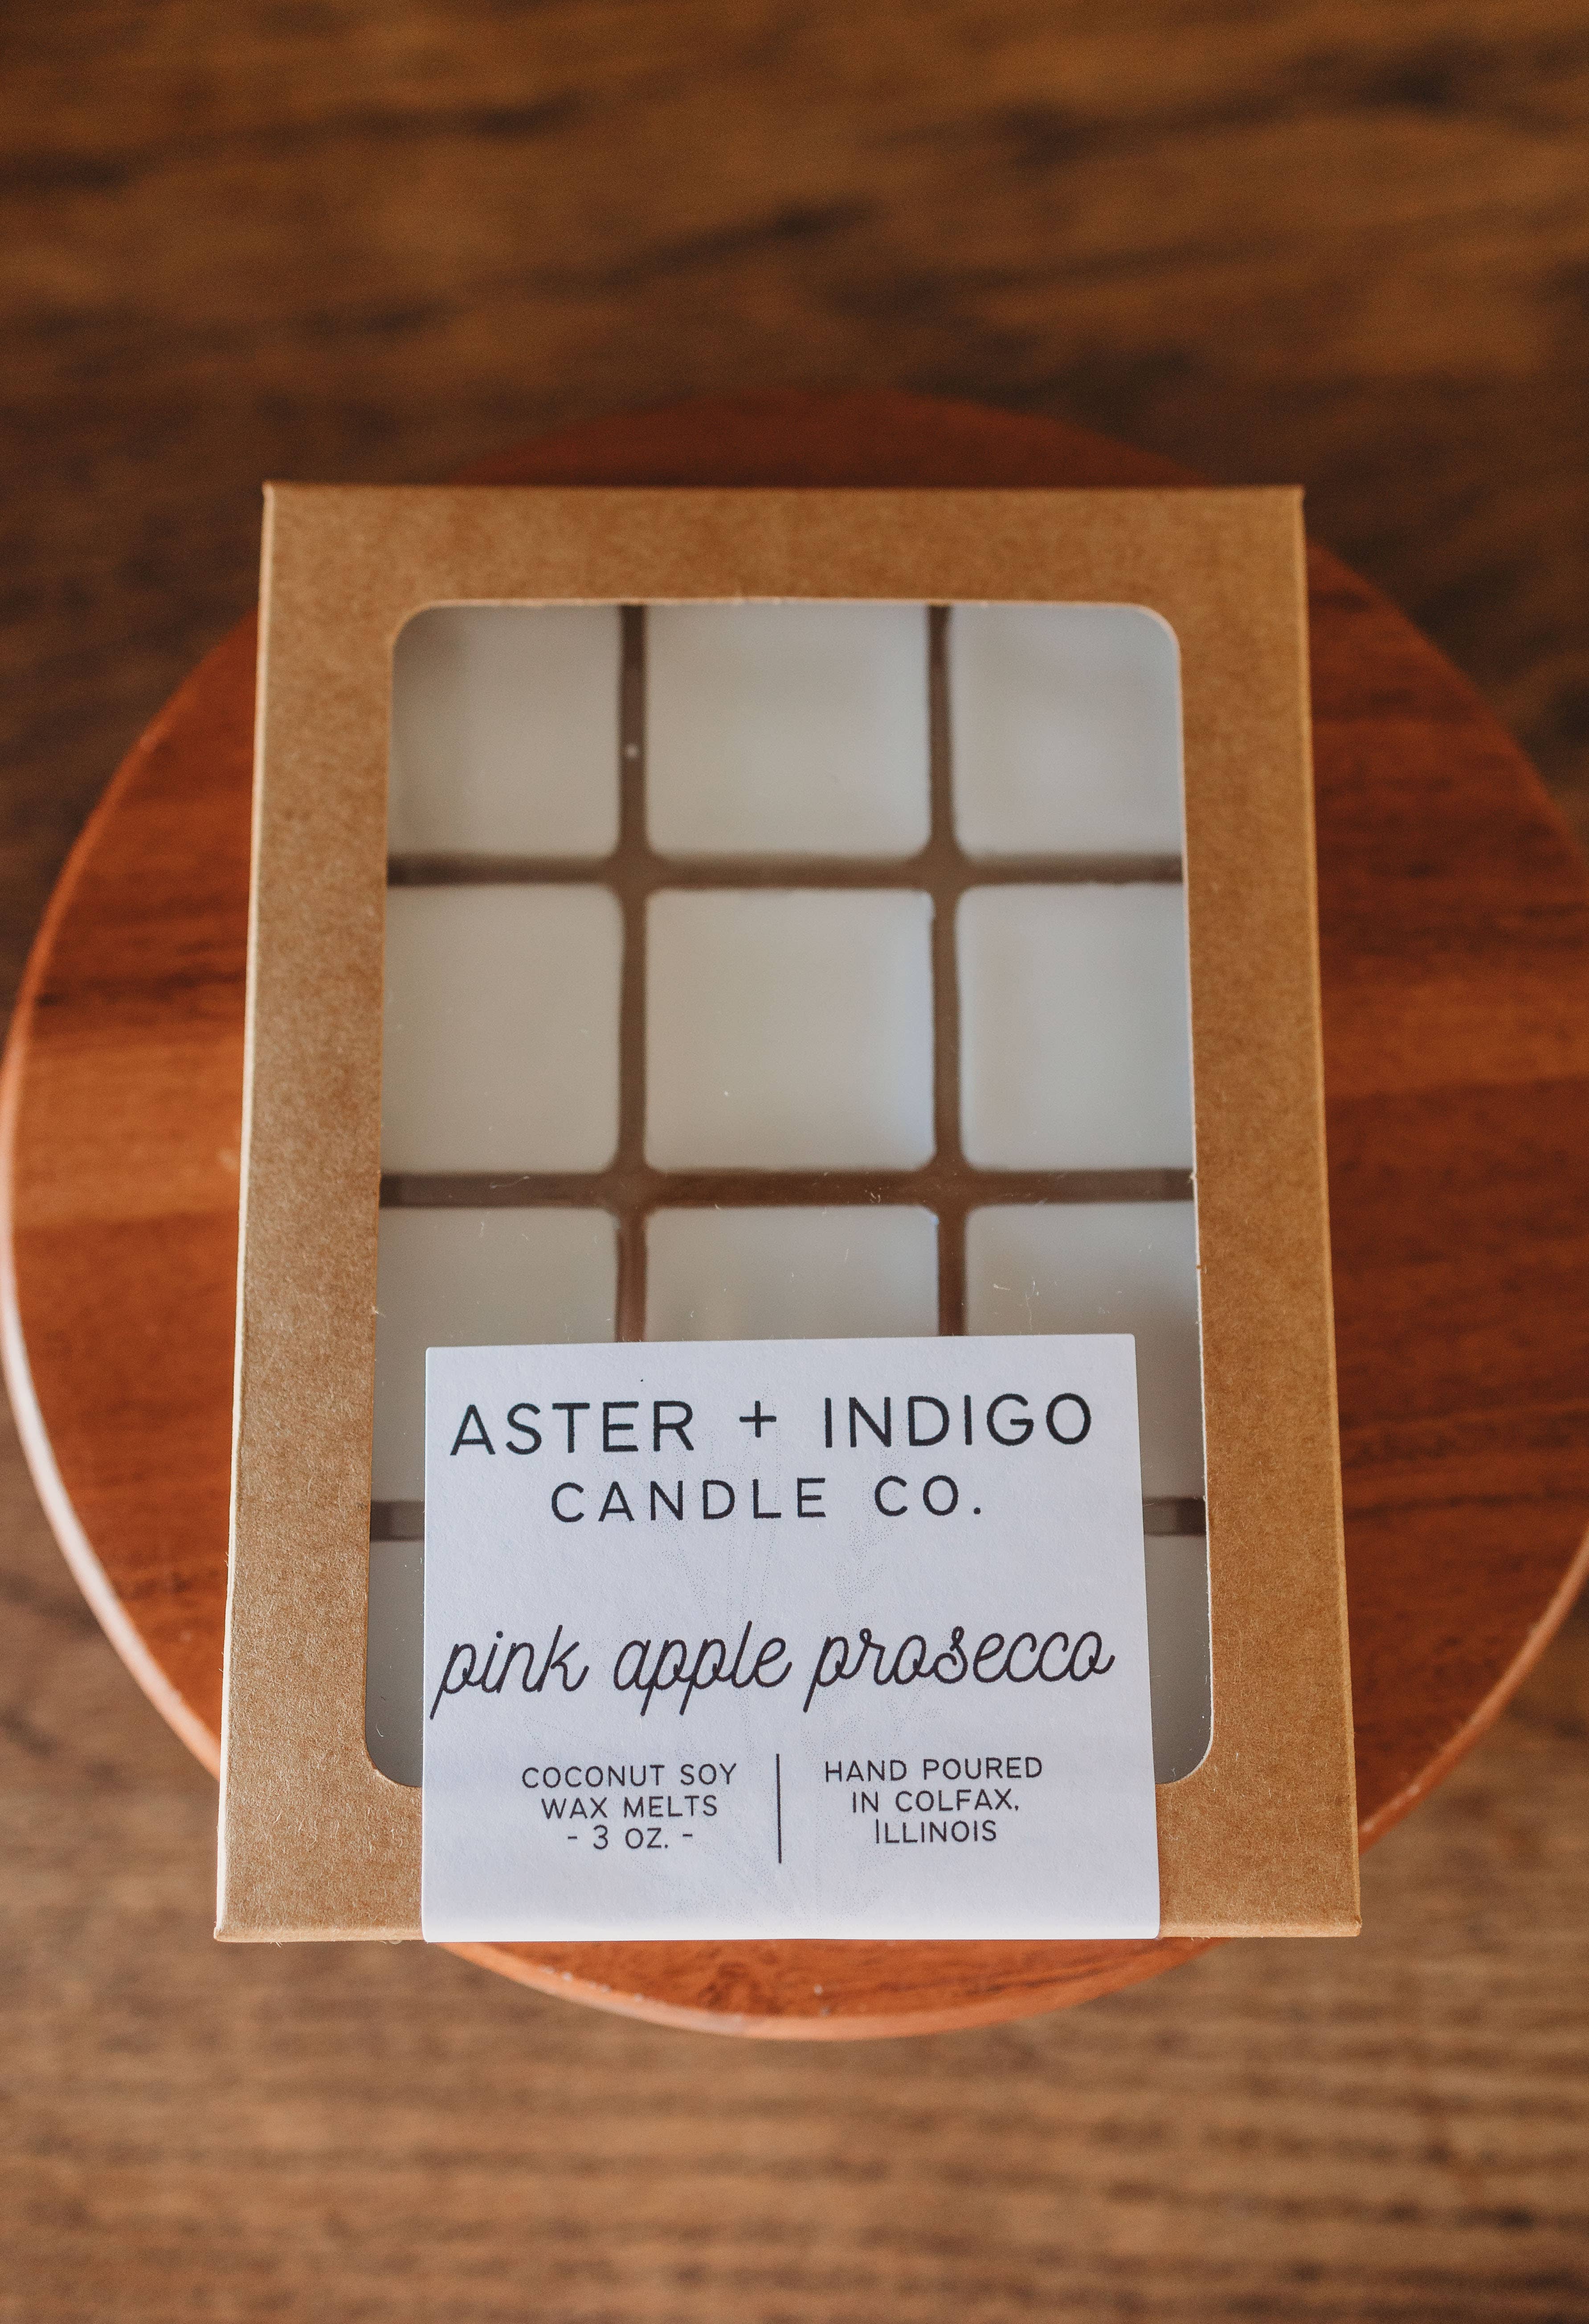 ASTER + INDIGO
CANDLE CO.
pink apple prosecco
COCONUT SOY
WAX MELTS
- 3 OZ. -
HAND POURED
IN COLFAX,
ILLINOIS